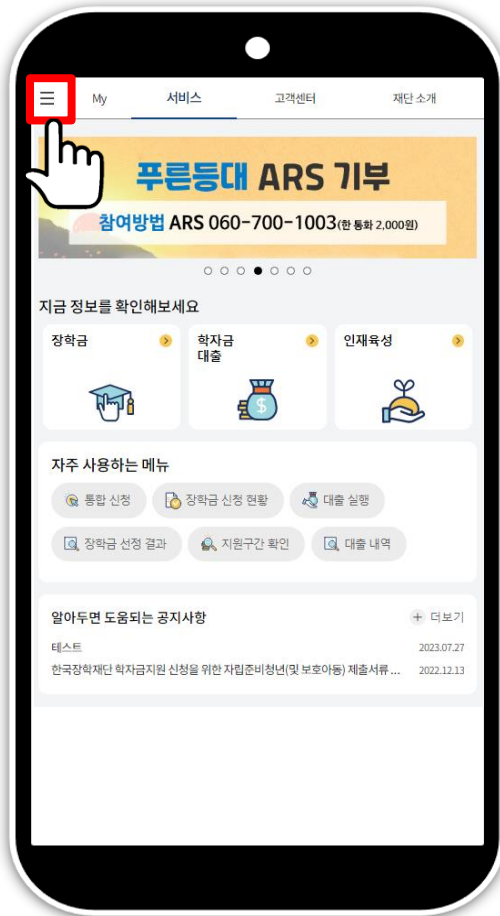 My 서비스 고객센터 재단 소개
푸른등대 ARS 기부
참여방법 ARS 060-700-1003(한 통화 2,000원)
지금 정보를 확인해보세요
장학금 학자금 대출 인재육성
자주 사용하는 메뉴
통합 신청 장학금 신청 현황 대출 실행
장학금 선정 결과 지원구간 확인 대출 내역
알아두면 도움되는 공지사항 + 더보기
테스트 2023.07.27
한국장학재단 학자금지원 신청을 위한 자립준비청년(및 보호아동) 제출서류 ... 2022.12.13